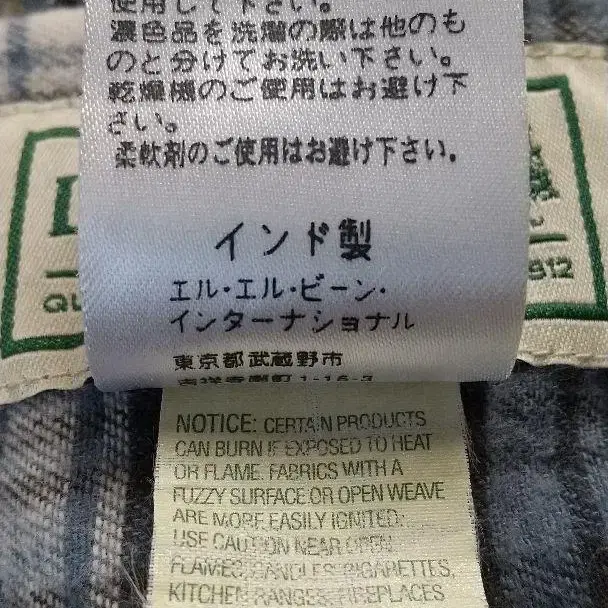 使用して下さい。
濃色品を洗濯の際は他のも
のと分けてお洗い下さい。
乾燥機のご使用はお避け下
さい。
柔軟剤のご使用はお避け下さい。
インド製
エル・エル・ビーン・
インターナショナル
東京都武蔵野市
L
QU
912
NOTICE: CERTAIN PRODUCTS
CAN BURN IF EXPOSED TO HEAT
OR FLAME. FABRICS WITH A
FUZZY SURFACE OR OPEN WEAVE
ARE MORE EASILY IGNITED.
USE CAUTION NEAR OPEN
FLAMES, CANDLES, CIGARETTES,
KITCHEN RANGES, FIREPLACES